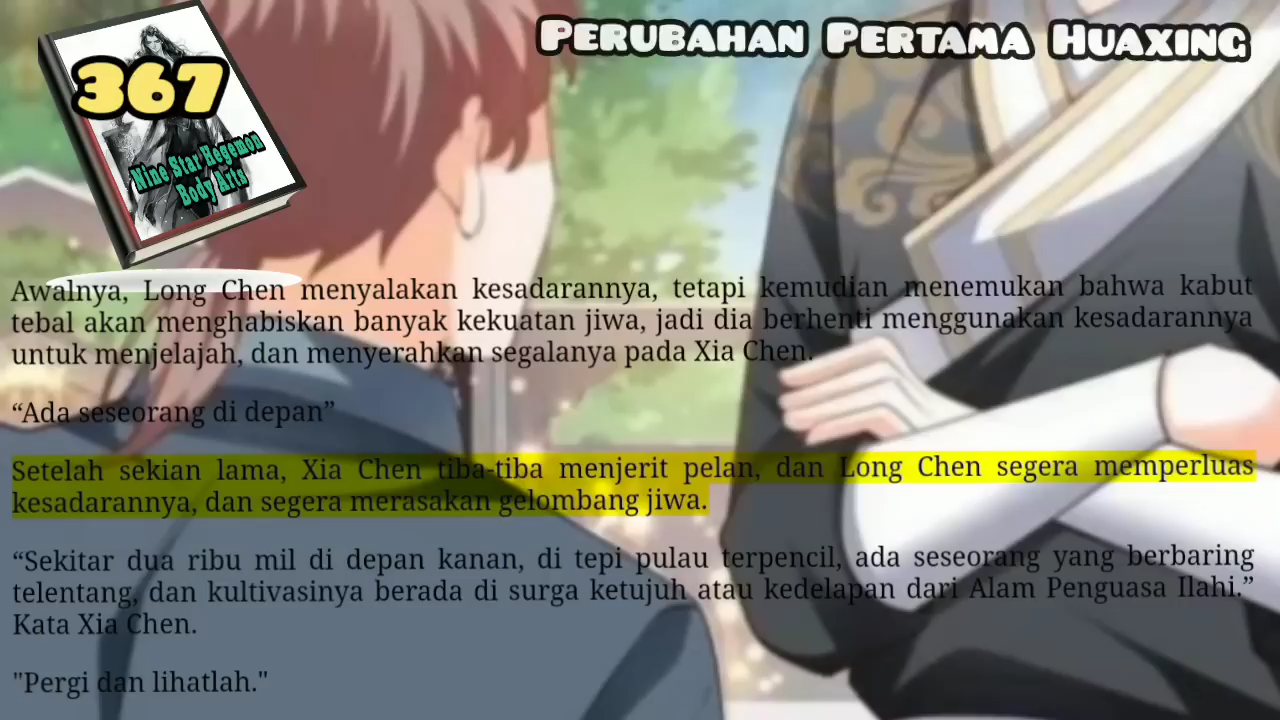 Perubahan Pertama Huaxing
367
Nine Star Hegemon
Body Arts
Awalnya, Long Chen menyalakan kesadarannya, tetapi kemudian menemukan bahwa kabut
tebal akan menghabiskan banyak kekuatan jiwa, jadi dia berhenti menggunakan kesadarannya
untuk menjelajah, dan menyerahkan segalanya pada Xia Chen.
“Ada seseorang di depan”
Setelah sekian lama, Xia Chen tiba-tiba menjerit pelan, dan Long Chen segera memperluas
kesadarannya, dan segera merasakan gelombang jiwa.
“Sekitar dua ribu mil di depan kanan, di tepi pulau terpencil, ada seseorang yang berbaring
telentang, dan kultivasinya berada di surga ketujuh atau kedelapan dari Alam Penguasa Ilahi.”
Kata Xia Chen.
"Pergi dan lihatlah."